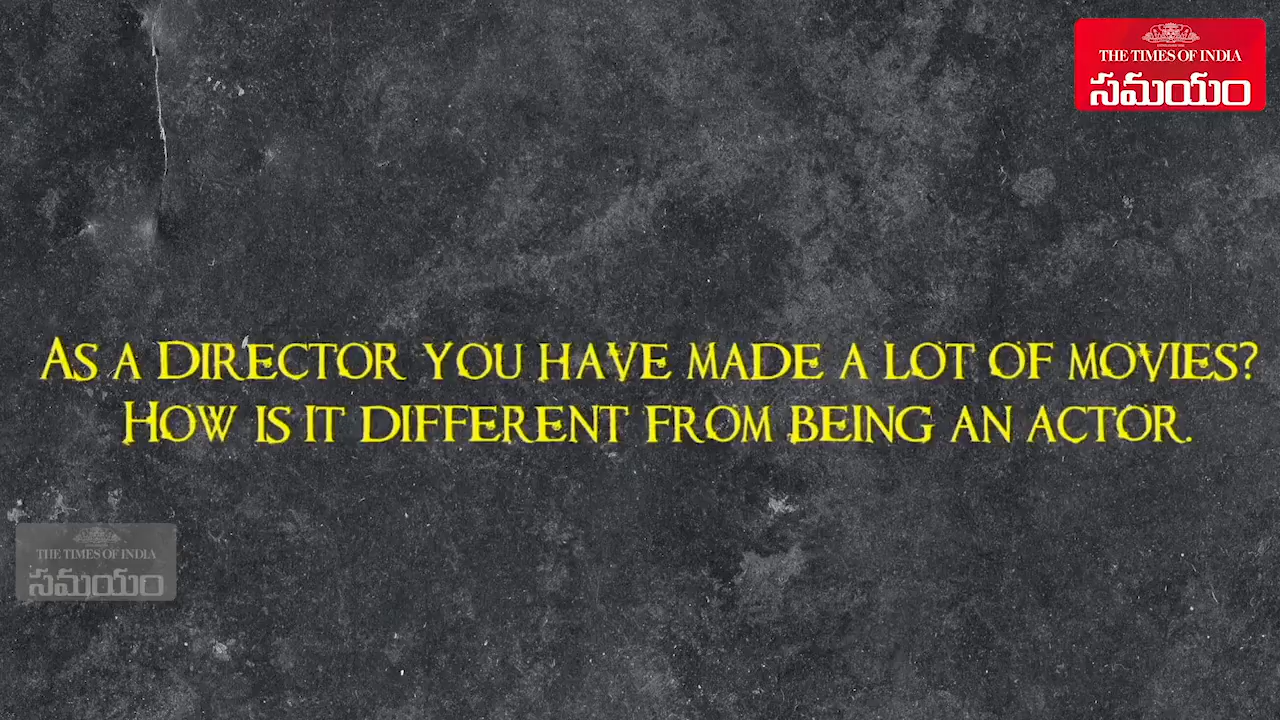 THE TIMES OF INDIA
సమయం
AS A DIRECTOR YOU HAVE MADE A LOT OF MOVIES?
HOW IS IT DIFFERENT FROM BEING AN ACTOR.
THE TIMES OF INDIA
సమయం